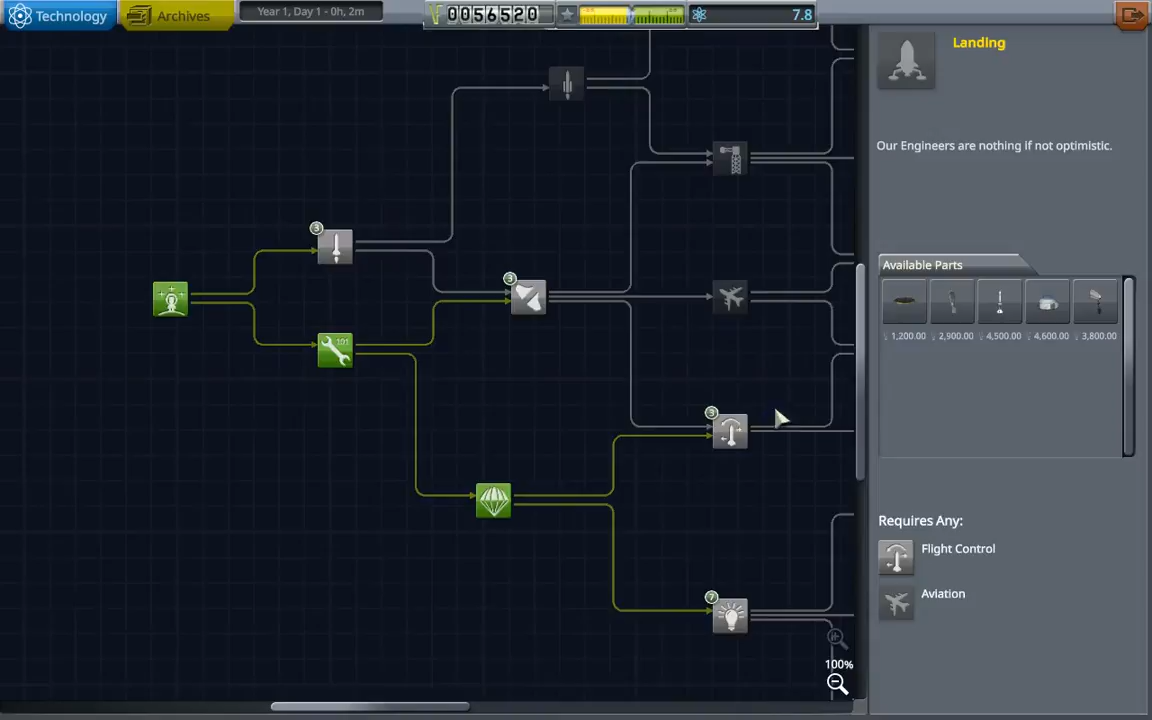 Technology
Archives
Year 1, Day 1 - 0h, 2m
0056520
7.8
Landing
Our Engineers are nothing if not optimistic.
Available Parts
1,200.00 2,900.00 4,500.00 4,600.00 3,800.00
Requires Any:
Flight Control
Aviation
3
3
101
3
7
100%